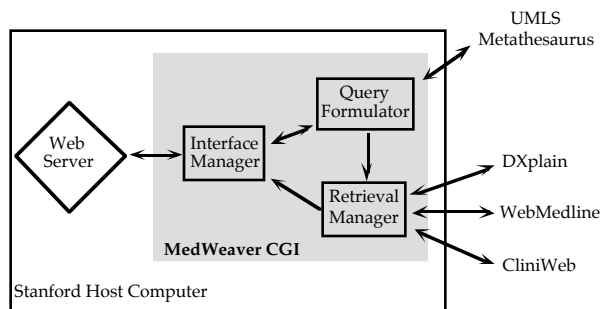 UMLS
Metathesaurus
Query
Formulator
Web
Server
Interface
Manager
DXplain
Retrieval
Manager
WebMedline
MedWeaver CGI
CliniWeb
Stanford Host Computer